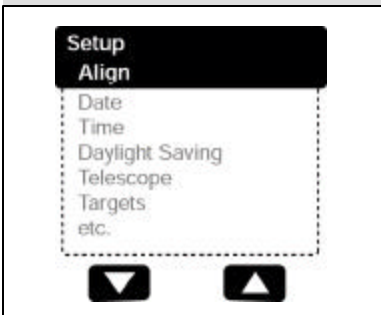 Setup
Align
Date
Time
Daylight Saving
Telescope
Targets
etc.